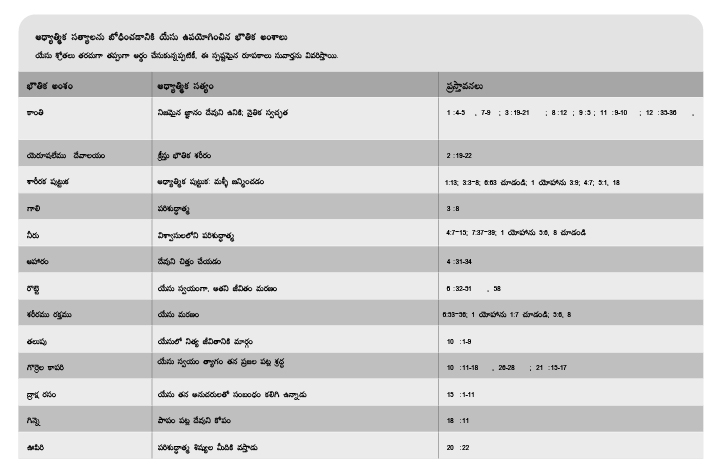 ఆధ్యాత్మిక సత్యాలను బోధించడానికి యేసు ఉపయోగించిన భౌతిక అంశాలు
యేసు శ్రోతలు తరచుగా తప్పుగా అర్థం చేసుకున్నప్పటికీ, ఈ స్పష్టమైన రూపకాలు సువార్తను వివరిస్తాయి.
భౌతిక అంశం ఆధ్యాత్మిక సత్యం ప్రస్తావనలు
కాంతి నిజమైన జ్ఞానం దేవుని ఉనికి; నైతిక స్వచ్ఛత 1 :4-5 , 7-9 ; 3 :19-21 ; 8 :12 ; 9 :5 ; 11 :9-10 ; 12 :35-36 ,
యెరూషలేము దేవాలయం క్రీస్తు భౌతిక శరీరం 2 :19-22
శారీరక పుట్టుక ఆధ్యాత్మిక పుట్టుక: మళ్ళీ జన్మించడం 1:13; 3:3-8; 6:63 చూడండి; 1 యోహాను 3:9; 4:7; 5:1, 18
గాలి పరిశుద్ధాత్మ 3 :8
నీరు విశ్వాసులలోని పరిశుద్ధాత్మ 4:7-15; 7:37-39; 1 యోహాను 5:6, 8 చూడండి
ఆహారం దేవుని చిత్తం చేయడం 4 :31-34
రొట్టె యేసు స్వయంగా, అతని జీవితం మరణం 6 :32-51 , 58
శరీరము రక్తము యేసు మరణం 6:53-56; 1 యోహాను 1:7 చూడండి; 5:6, 8
తలుపు యేసులో నిత్య జీవితానికి మార్గం 10 :1-9
గొర్రెల కాపరి యేసు స్వయం త్యాగం తన ప్రజల పట్ల శ్రద్ధ 10 :11-18 , 26-28 ; 21 :15-17
ద్రాక్ష రసం యేసు తన అనుచరులతో సంబంధం కలిగి ఉన్నాడు 15 :1-11
గిన్నె పాపం పట్ల దేవుని కోపం 18 :11
ఊపిరి పరిశుద్ధాత్మ శిష్యుల మీదికి వస్తాడు 20 :22